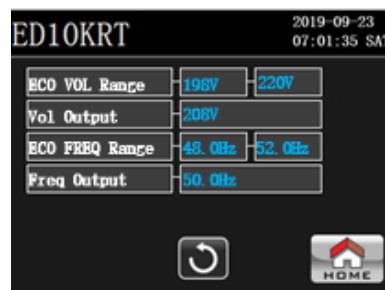 ED10KRT
2019-09-23
07:01:35 SAT
ECO VOL Range 198V 220V
Vol Output 208V
ECO FREQ Range 48.0Hz 52.0Hz
Freq Output 50.0Hz
HOME